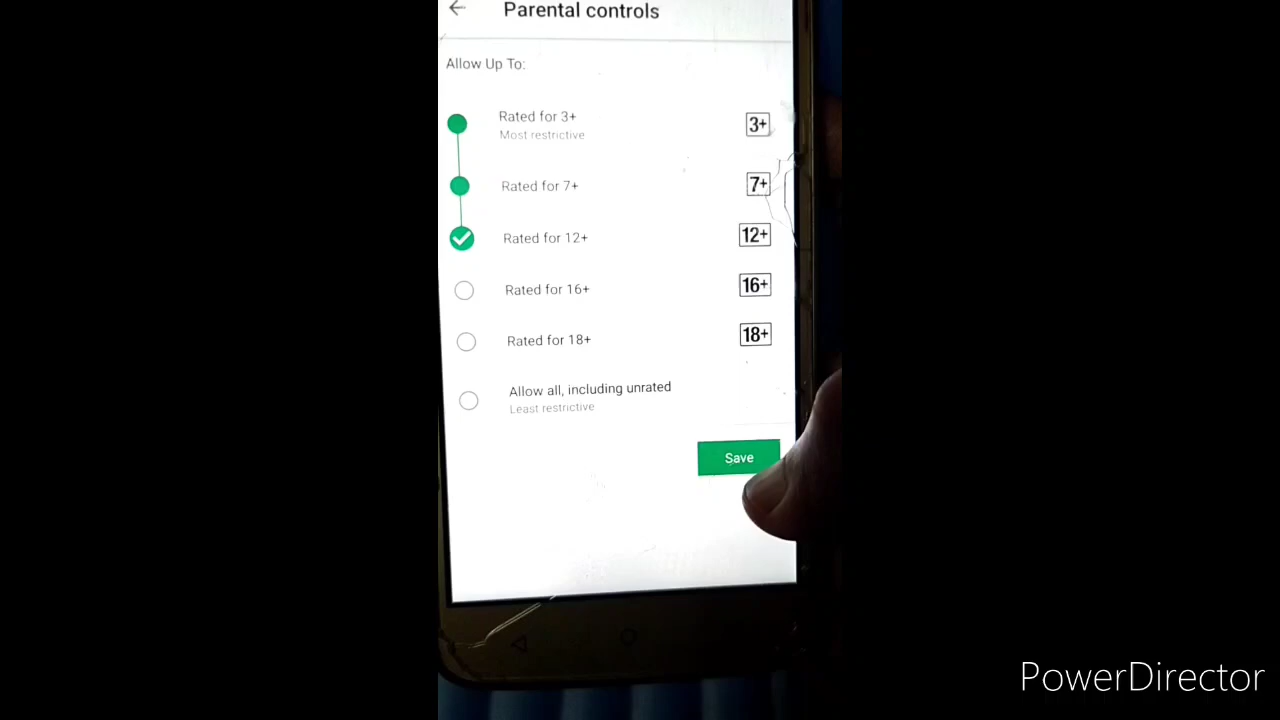 Parental controls
Allow Up To:
Rated for 3+
Most restrictive
3+
Rated for 7+
7+
Rated for 12+
12+
Rated for 16+
16+
Rated for 18+
18+
Allow all, including unrated
Least restrictive
Save
PowerDirector